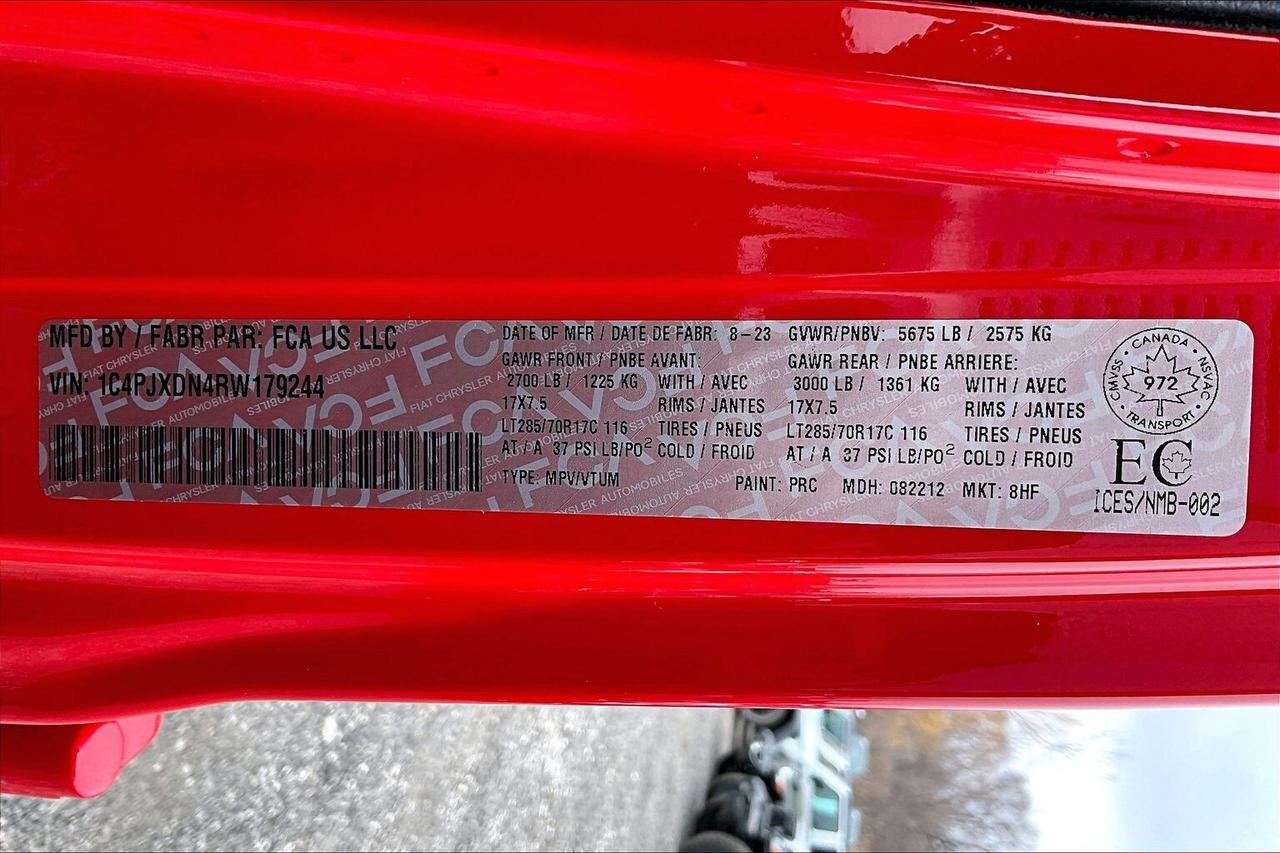 MFD BY / FABR PAR: FCA US LLC
VIN: 1C4PJXDN4RW179244
DATE OF MFR / DATE DE FABR: 8-23 GVWR/PNBV: 5675 LB / 2575 KG
GAWR FRONT / PNBE AVANT: GAWR REAR / PNBE ARRIERE:
2700 LB / 1225 KG WITH / AVEC 3000 LB / 1361 KG WITH / AVEC
17X7.5 RIMS / JANTES 17X7.5 RIMS / JANTES
LT285/70R17C 116 TIRES / PNEUS LT285/70R17C 116 TIRES / PNEUS
AT / A 37 PSI LB/PO² COLD / FROID AT / A 37 PSI LB/PO² COLD / FROID
TYPE: MPV/VTUM PAINT: PRC MDH: 082212 MKT: 8HF
CMVSS · CANADA · NSVAC · TRANSPORT ·
972
EC
ICES/NMB-002
FCA FIAT CHRYSLER AUTOMOBILES